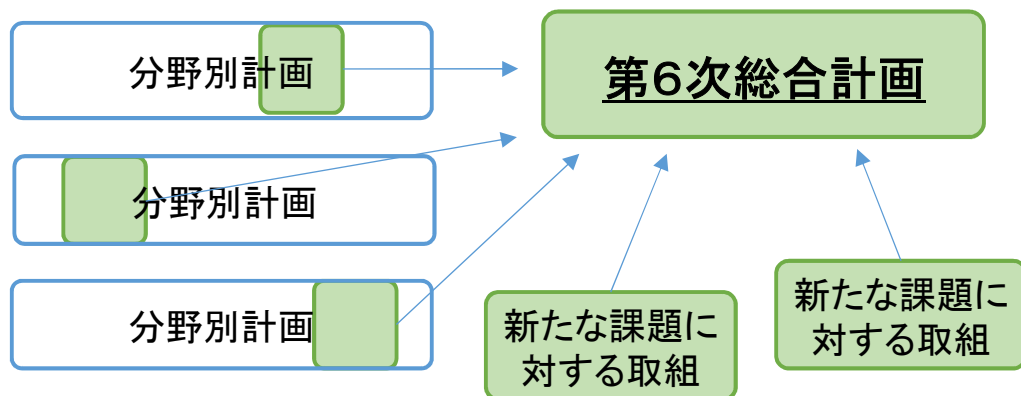 分野別計画
第６次総合計画
分野別計画
分野別計画
新たな課題に
対する取組
新たな課題に
対する取組